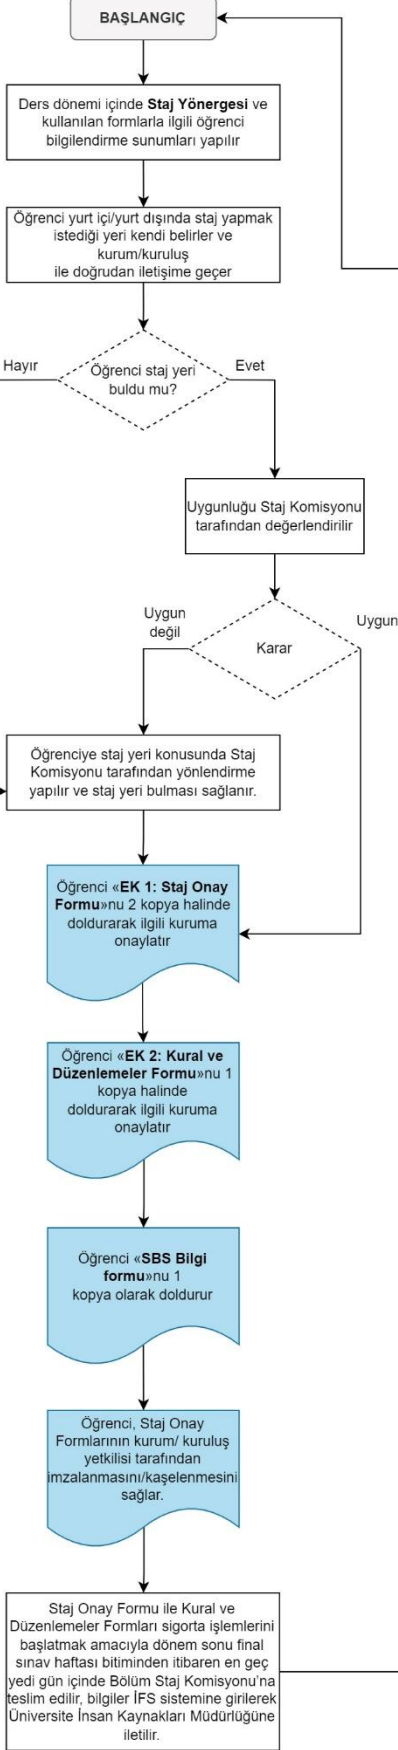 BAŞLANGIÇ
Ders dönemi içinde Staj Yönergesi ve
kullanılan formlarla ilgili öğrenci
bilgilendirme sunumları yapılır
Öğrenci yurt içi/yurt dışında staj yapmak
istediği yeri kendi belirler ve
kurum/kuruluş
ile doğrudan iletişime geçer
Hayır
Öğrenci staj yeri
buldu mu?
Evet
Uygunluğu Staj Komisyonu
tarafından değerlendirilir
Uygun
değil
Karar
Uygun
Öğrenciye staj yeri konusunda Staj
Komisyonu tarafından yönlendirme
yapılır ve staj yeri bulması sağlanır.
Öğrenci «EK 1: Staj Onay
Formu»nu 2 kopya halinde
doldurarak ilgili kuruma
onaylatır
Öğrenci «EK 2: Kural ve
Düzenlemeler Formu»nu 1
kopya halinde
doldurarak ilgili kuruma
onaylatır
Öğrenci «SBS Bilgi
formu»nu 1
kopya olarak doldurur
Öğrenci, Staj Onay
Formlarının kurum/ kuruluş
yetkilisi tarafından
imzalanmasını/kaşelenmesini
sağlar.
Staj Onay Formu ile Kural ve
Düzenlemeler Formları sigorta işlemlerini
başlatmak amacıyla dönem sonu final
sınav haftası bitiminden itibaren en geç
yedi gün içinde Bölüm Staj Komisyonu'na
teslim edilir, bilgiler İFS sistemine girilerek
Üniversite İnsan Kaynakları Müdürlüğüne
iletilir.